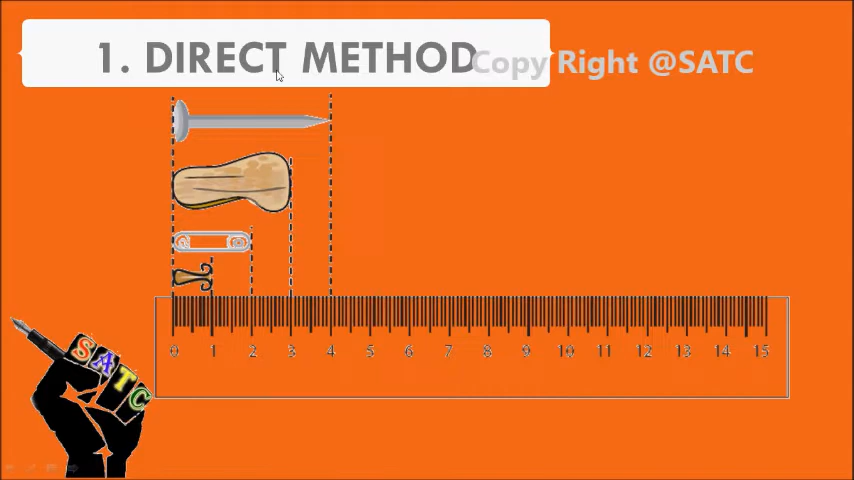 1. DIRECT METHOD
Copy Right @SATC
0 1 2 3 4 5 6 7 8 9 10 11 12 13 14 15
SATC